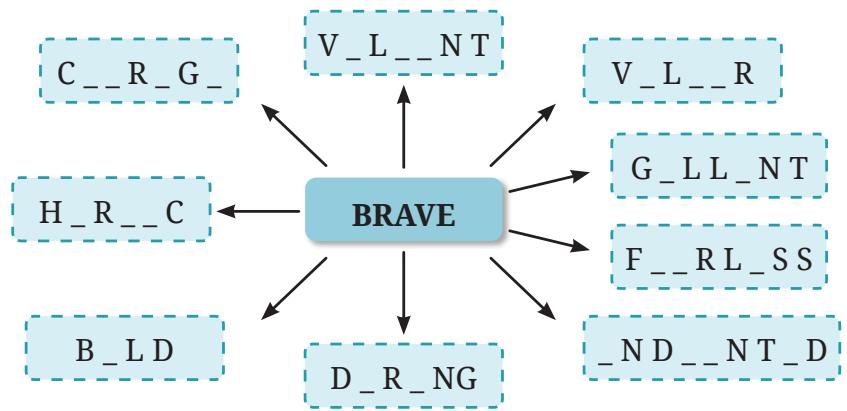 V _ L _ _ N T
C _ _ R _ G _
V _ L _ _ R
G _ L L _ N T
H _ R _ _ C
BRAVE
F _ _ R L _ S S
B _ L D
D _ R _ NG
_ N D _ _ N T _ D